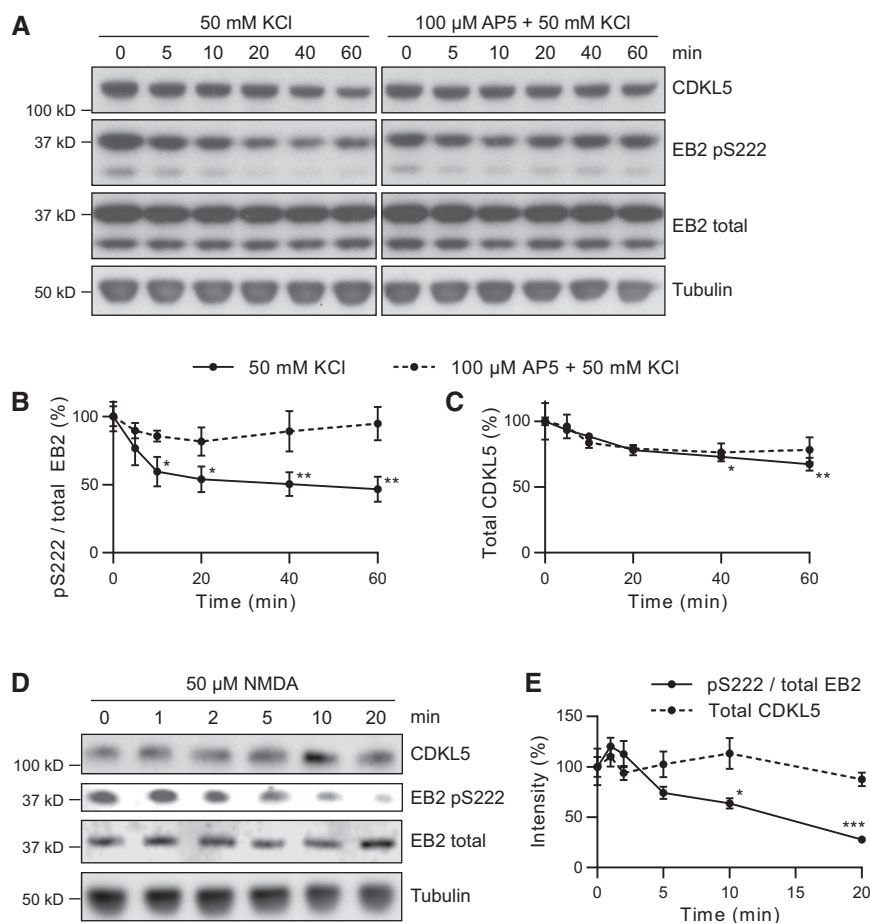 A
50 mM KCl
100 µM AP5 + 50 mM KCl
0 5 10 20 40 60 0 5 10 20 40 60 min
CDKL5
100 kD
37 kD
EB2 pS222
37 kD
EB2 total
50 kD
Tubulin
50 mM KCl
100 µM AP5 + 50 mM KCl
B
pS222 / total EB2 (%)
100
50
0
*
*
**
**
0 20 40 60
Time (min)
C
Total CDKL5 (%)
100
50
0
*
**
0 20 40 60
Time (min)
D
50 µM NMDA
0 1 2 5 10 20 min
CDKL5
100 kD
EB2 pS222
37 kD
EB2 total
37 kD
Tubulin
50 kD
E
pS222 / total EB2
Total CDKL5
Intensity (%)
150
100
50
0
*
***
0 5 10 15 20
Time (min)